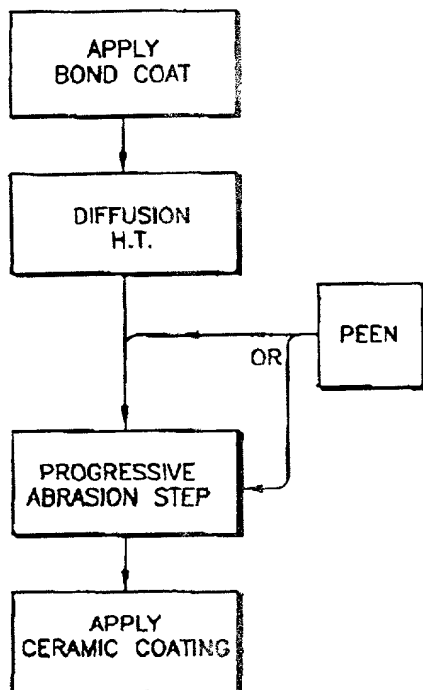 APPLY
BOND COAT
DIFFUSION
H.T.
PEEN
OR
PROGRESSIVE
ABRASION STEP
APPLY
CERAMIC COATING